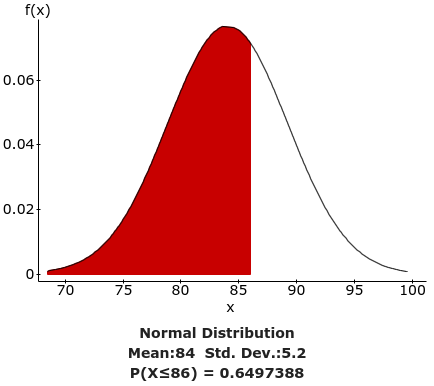 f(x)
0.06
0.04
0.02
0
70 75 80 85 90 95 100
x
Normal Distribution
Mean:84 Std. Dev.:5.2
P(X≤86) = 0.6497388